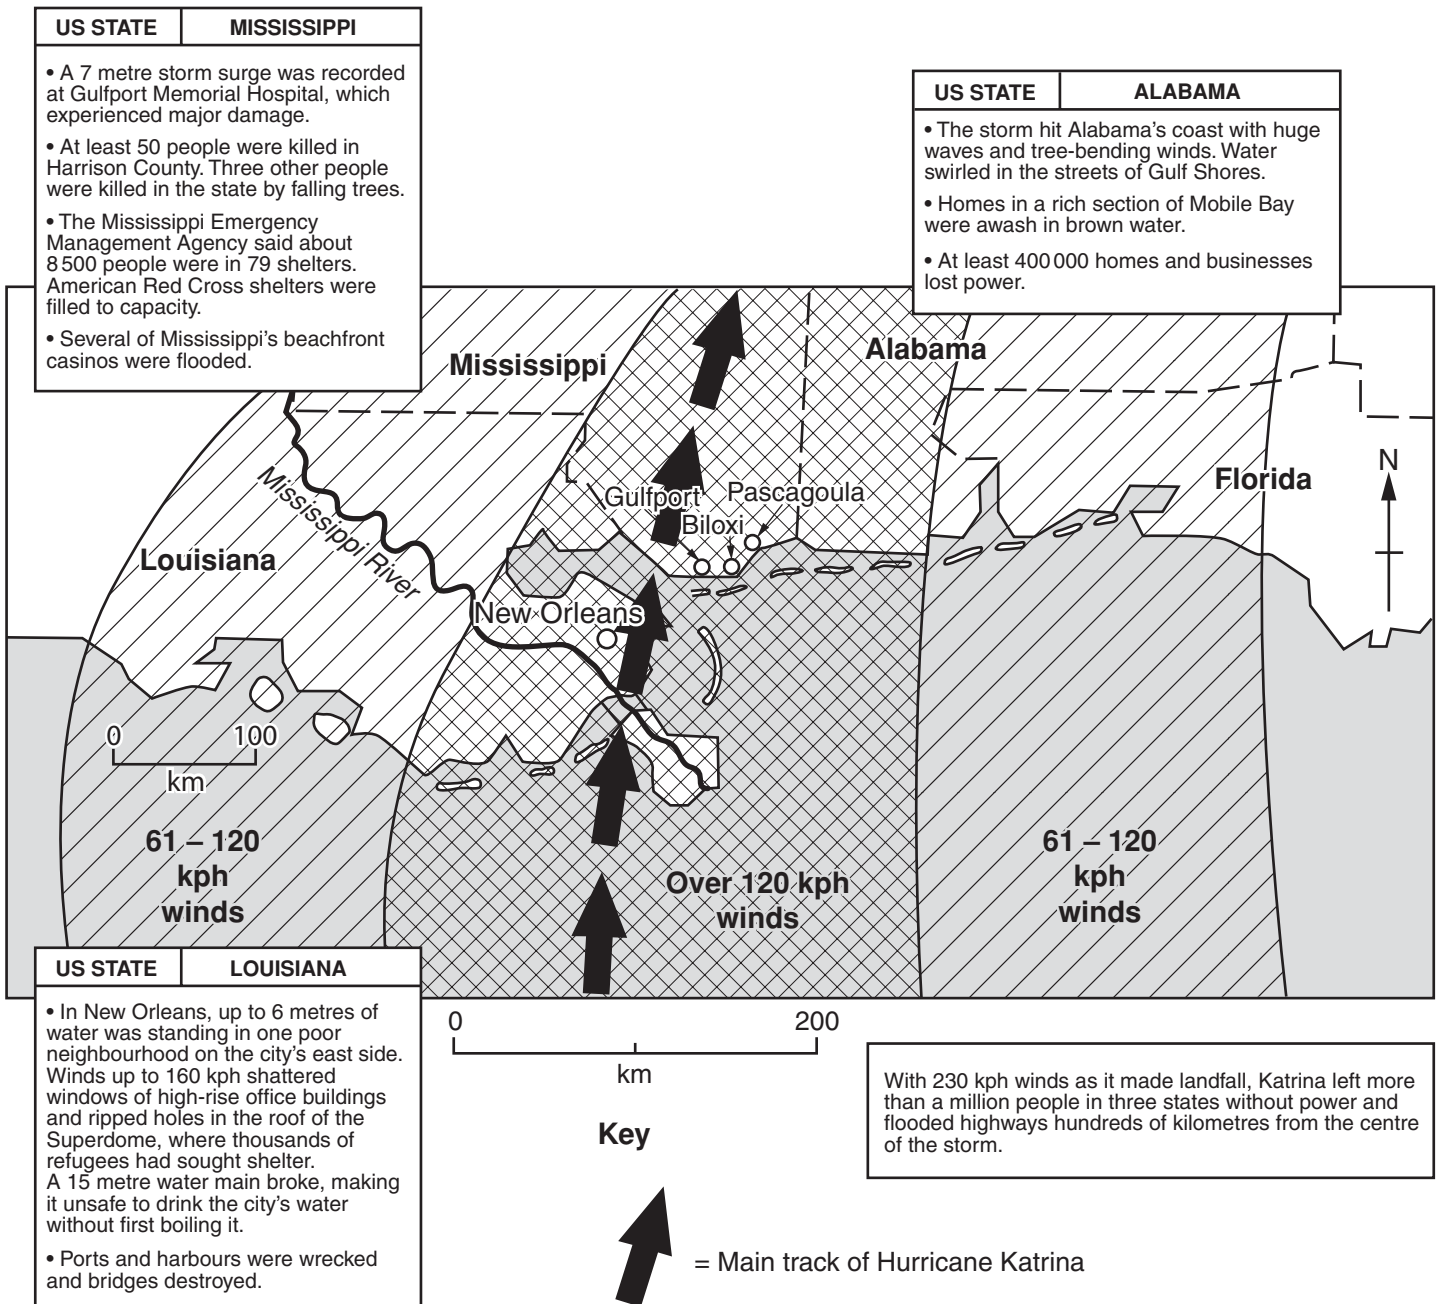 US STATE MISSISSIPPI
• A 7 metre storm surge was recorded
at Gulfport Memorial Hospital, which
experienced major damage.
• At least 50 people were killed in
Harrison County. Three other people
were killed in the state by falling trees.
• The Mississippi Emergency
Management Agency said about
8 500 people were in 79 shelters.
American Red Cross shelters were
filled to capacity.
• Several of Mississippi’s beachfront
casinos were flooded.
US STATE ALABAMA
• The storm hit Alabama’s coast with huge
waves and tree-bending winds. Water
swirled in the streets of Gulf Shores.
• Homes in a rich section of Mobile Bay
were awash in brown water.
• At least 400 000 homes and businesses
lost power.
Mississippi
Alabama
Florida
N
Mississippi River
Louisiana
Gulfport
Pascagoula
Biloxi
New Orleans
0 100
km
61 – 120
kph
winds
Over 120 kph
winds
61 – 120
kph
winds
US STATE LOUISIANA
• In New Orleans, up to 6 metres of
water was standing in one poor
neighbourhood on the city’s east side.
Winds up to 160 kph shattered
windows of high-rise office buildings
and ripped holes in the roof of the
Superdome, where thousands of
refugees had sought shelter.
A 15 metre water main broke, making
it unsafe to drink the city’s water
without first boiling it.
• Ports and harbours were wrecked
and bridges destroyed.
0 200
km
With 230 kph winds as it made landfall, Katrina left more
than a million people in three states without power and
flooded highways hundreds of kilometres from the centre
of the storm.
Key
= Main track of Hurricane Katrina